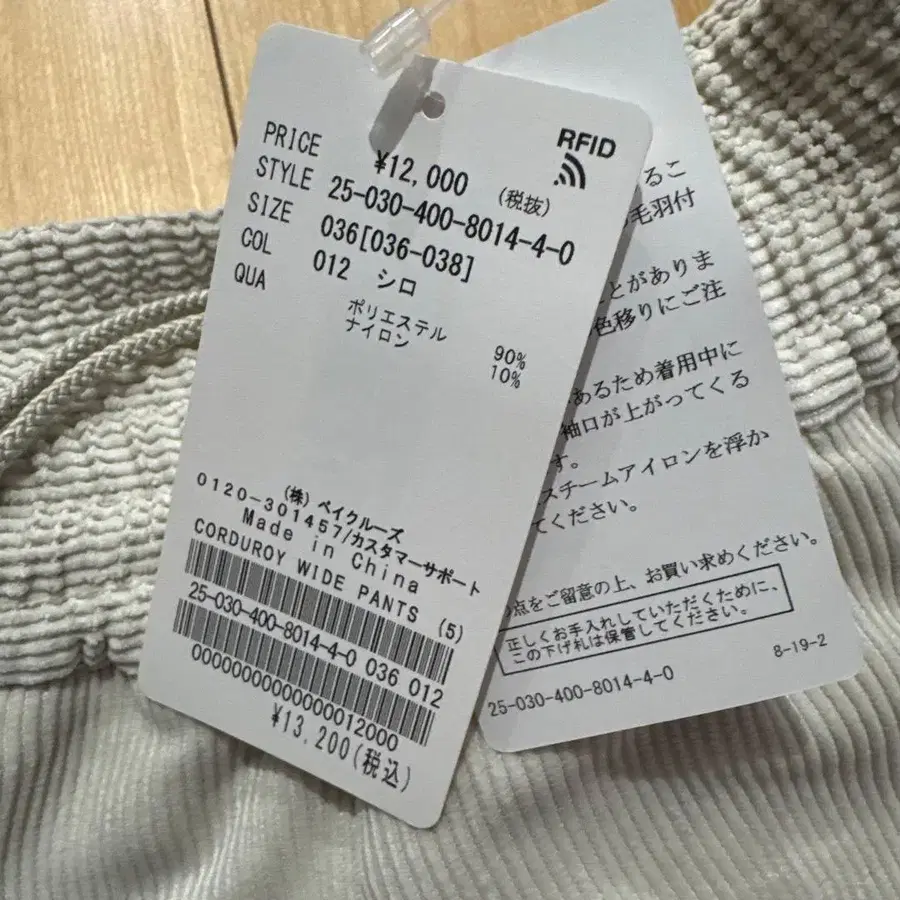 RFID
PRICE ¥12,000 (税抜)
STYLE 25-030-400-8014-4-0
SIZE 036[036-038]
COL 012 シロ
QUA
ポリエステル 90%
ナイロン 10%
(株) ベイクルーズ
0120-301457/カスタマーサポート
Made in China
CORDUROY WIDE PANTS (5)
25-030-400-8014-4-0 036 012
0000000000000012000
¥13,200(税込)
るこ
毛羽付
とがありま
色移りにご注
あるため着用中に
袖口が上がってくる
す。
スチームアイロンを浮か
てください。
点をご留意の上、お買い求めください。
正しくお手入れしていただくために、
この下げ札は保管してください。
8-19-2
25-030-400-8014-4-0